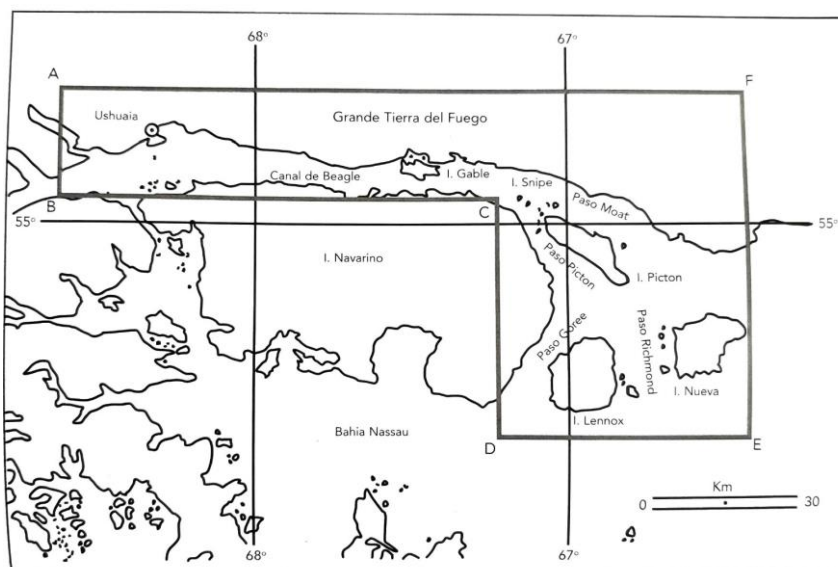 68°
67°
A
F
Ushuaia
Grande Tierra del Fuego
Canal de Beagle
I. Gable
I. Snipe
Paso Moat
B
C
55°
55°
I. Navarino
Paso Picton
I. Picton
Paso Goree
Paso Richmond
I. Nueva
I. Lennox
Bahia Nassau
D
E
Km
0
30
68°
67°